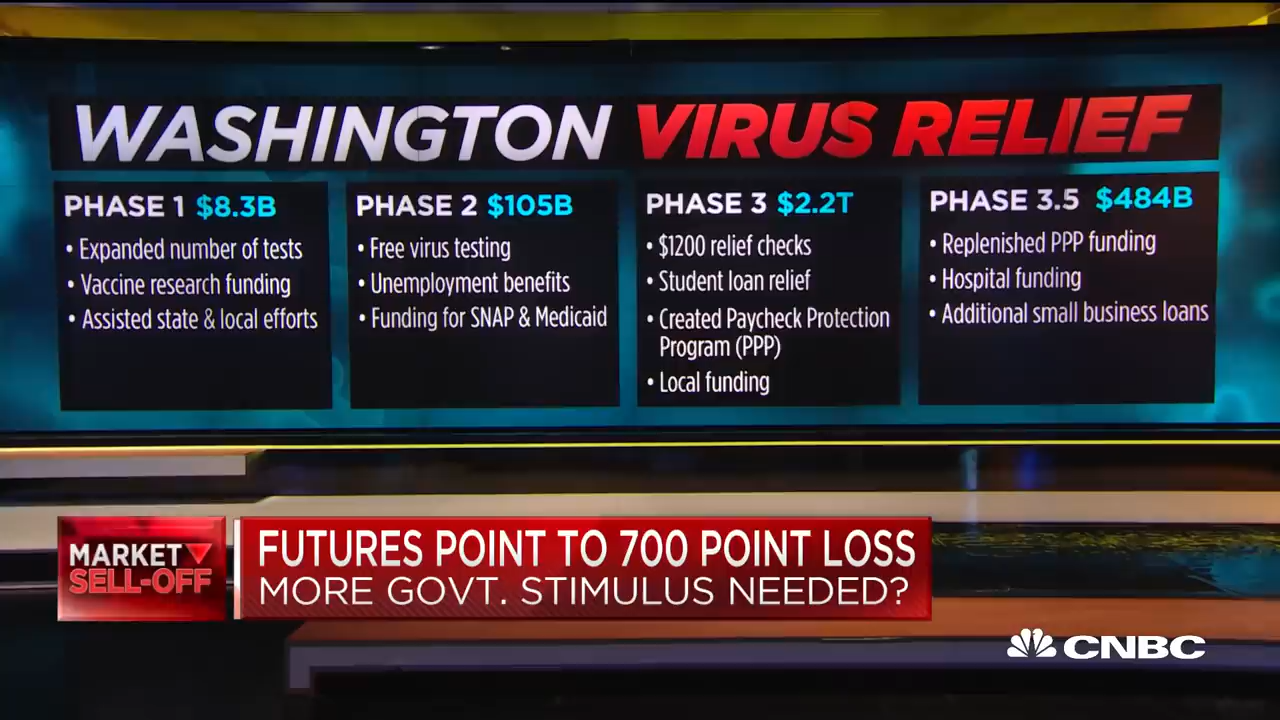 WASHINGTON VIRUS RELIEF
PHASE 1 $8.3B
• Expanded number of tests
• Vaccine research funding
• Assisted state & local efforts
PHASE 2 $105B
• Free virus testing
• Unemployment benefits
• Funding for SNAP & Medicaid
PHASE 3 $2.2T
• $1200 relief checks
• Student loan relief
• Created Paycheck Protection
Program (PPP)
• Local funding
PHASE 3.5 $484B
• Replenished PPP funding
• Hospital funding
• Additional small business loans
MARKET
SELL-OFF
FUTURES POINT TO 700 POINT LOSS
MORE GOVT. STIMULUS NEEDED?
CNBC